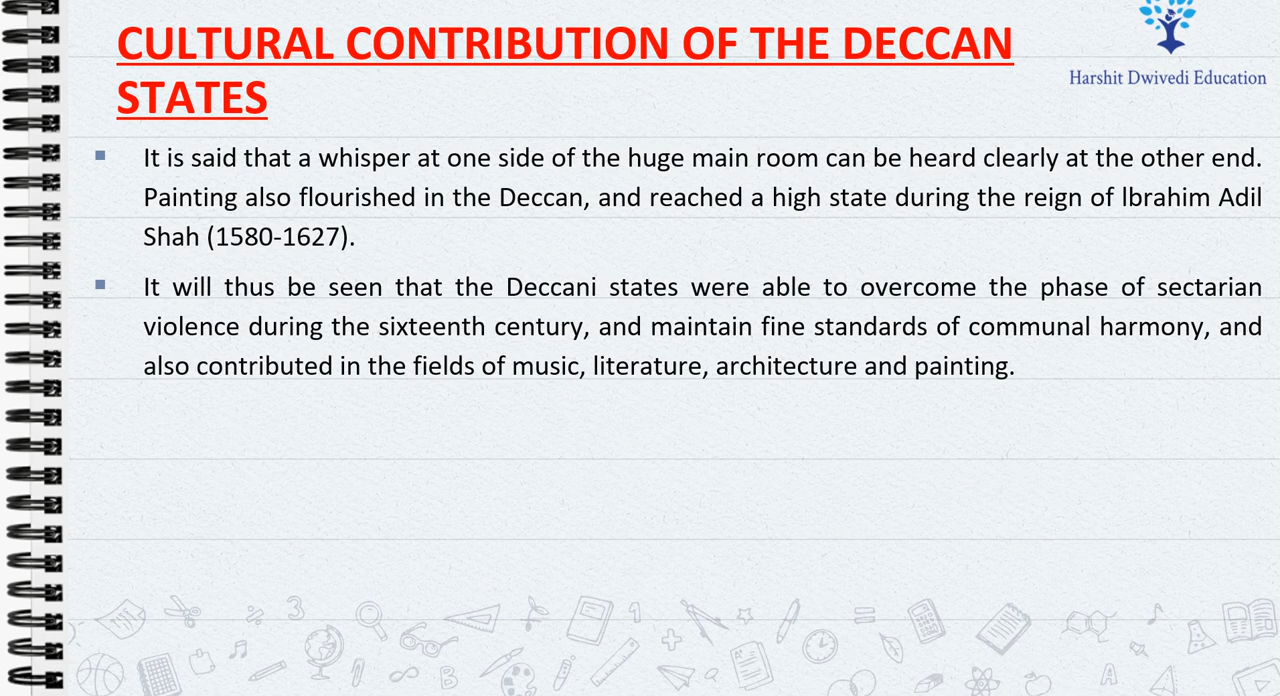 CULTURAL CONTRIBUTION OF THE DECCAN
STATES
Harshit Dwivedi Education
▪ It is said that a whisper at one side of the huge main room can be heard clearly at the other end.
Painting also flourished in the Deccan, and reached a high state during the reign of lbrahim Adil
Shah (1580-1627).
▪ It will thus be seen that the Deccani states were able to overcome the phase of sectarian
violence during the sixteenth century, and maintain fine standards of communal harmony, and
also contributed in the fields of music, literature, architecture and painting.